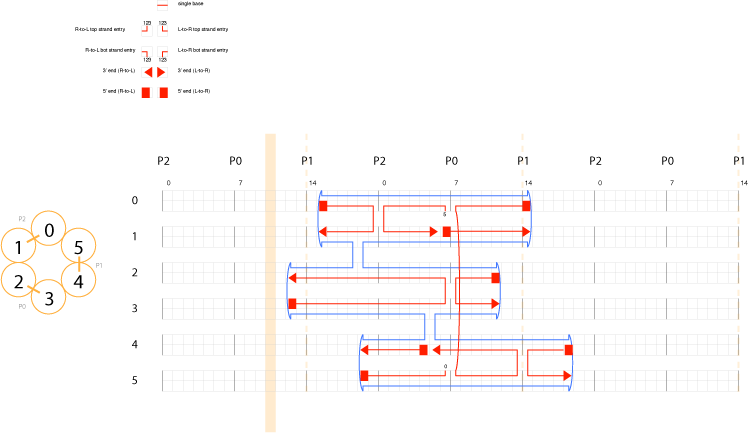 single base
123 123
R-to-L top strand entry L-to-R top strand entry
R-to-L bot strand entry L-to-R bot strand entry
123 123
3' end (R-to-L) 3' end (L-to-R)
5' end (R-to-L) 5' end (L-to-R)
P2 P0 P1 P2 P0 P1 P2 P0 P1
0 7 14 0 7 14 0 7 14
0
5
1
2
3
4
0
5
P2
0
1 5
P1
2 4
3
P0